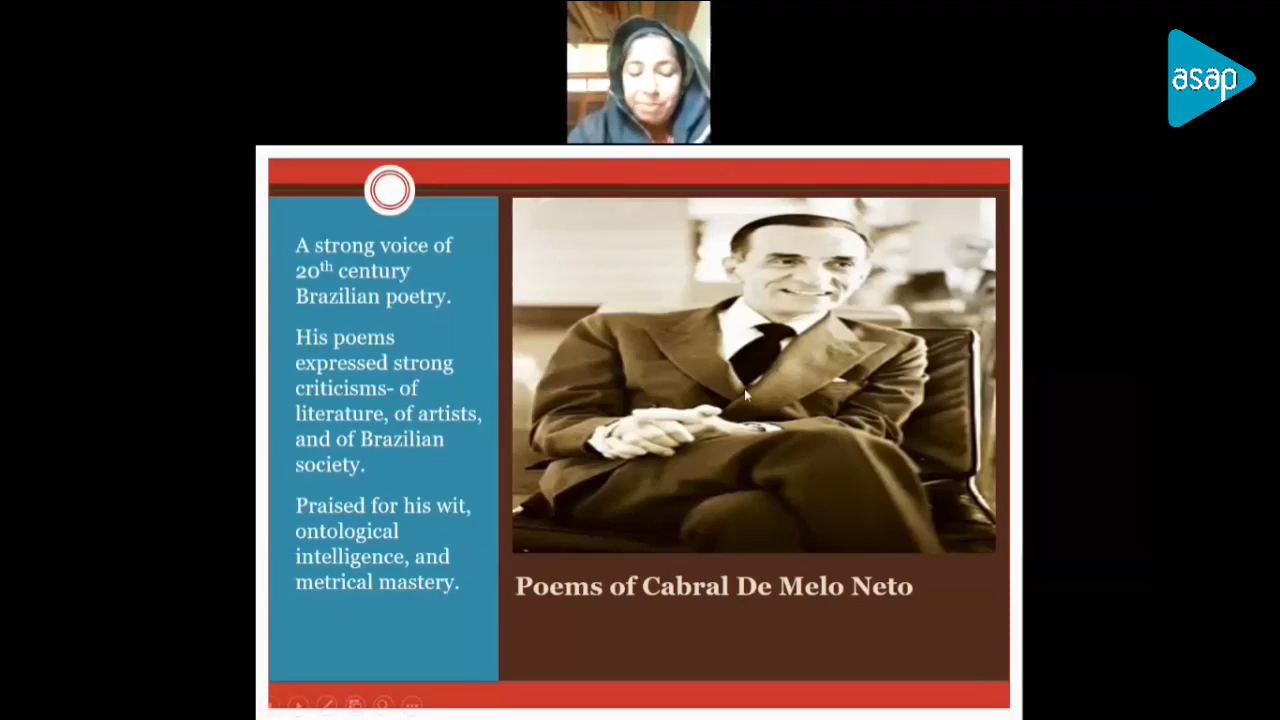 asap
A strong voice of
20th century
Brazilian poetry.
His poems
expressed strong
criticisms- of
literature, of artists,
and of Brazilian
society.
Praised for his wit,
ontological
intelligence, and
metrical mastery.
Poems of Cabral De Melo Neto